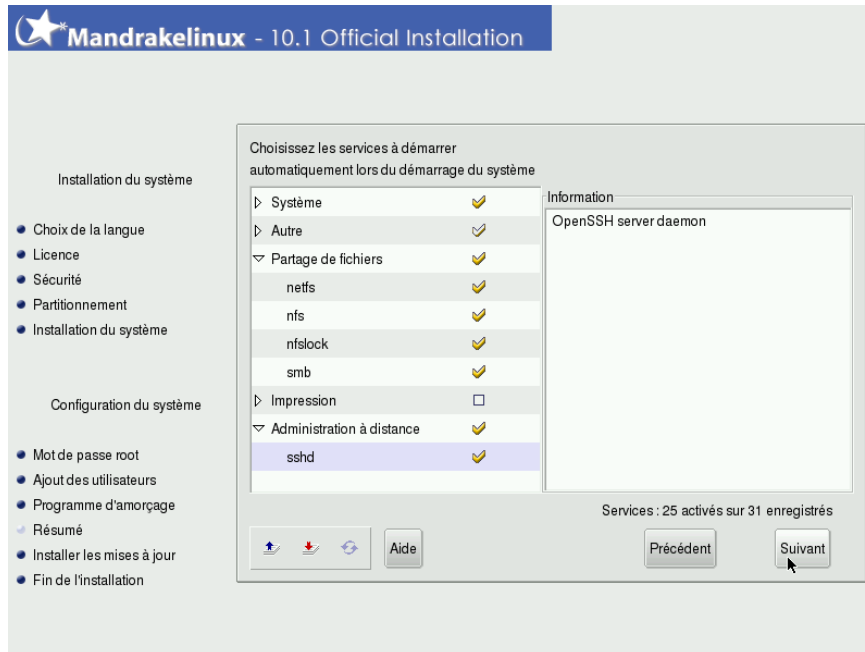 Mandrakelinux - 10.1 Official Installation
Installation du système
Choix de la langue
Licence
Sécurité
Partitionnement
Installation du système
Configuration du système
Mot de passe root
Ajout des utilisateurs
Programme d'amorçage
Résumé
Installer les mises à jour
Fin de l'installation
Choisissez les services à démarrer
automatiquement lors du démarrage du système
Système
Autre
Partage de fichiers
netfs
nfs
nfslock
smb
Impression
Administration à distance
sshd
Information
OpenSSH server daemon
Services : 25 activés sur 31 enregistrés
Aide
Précédent
Suivant